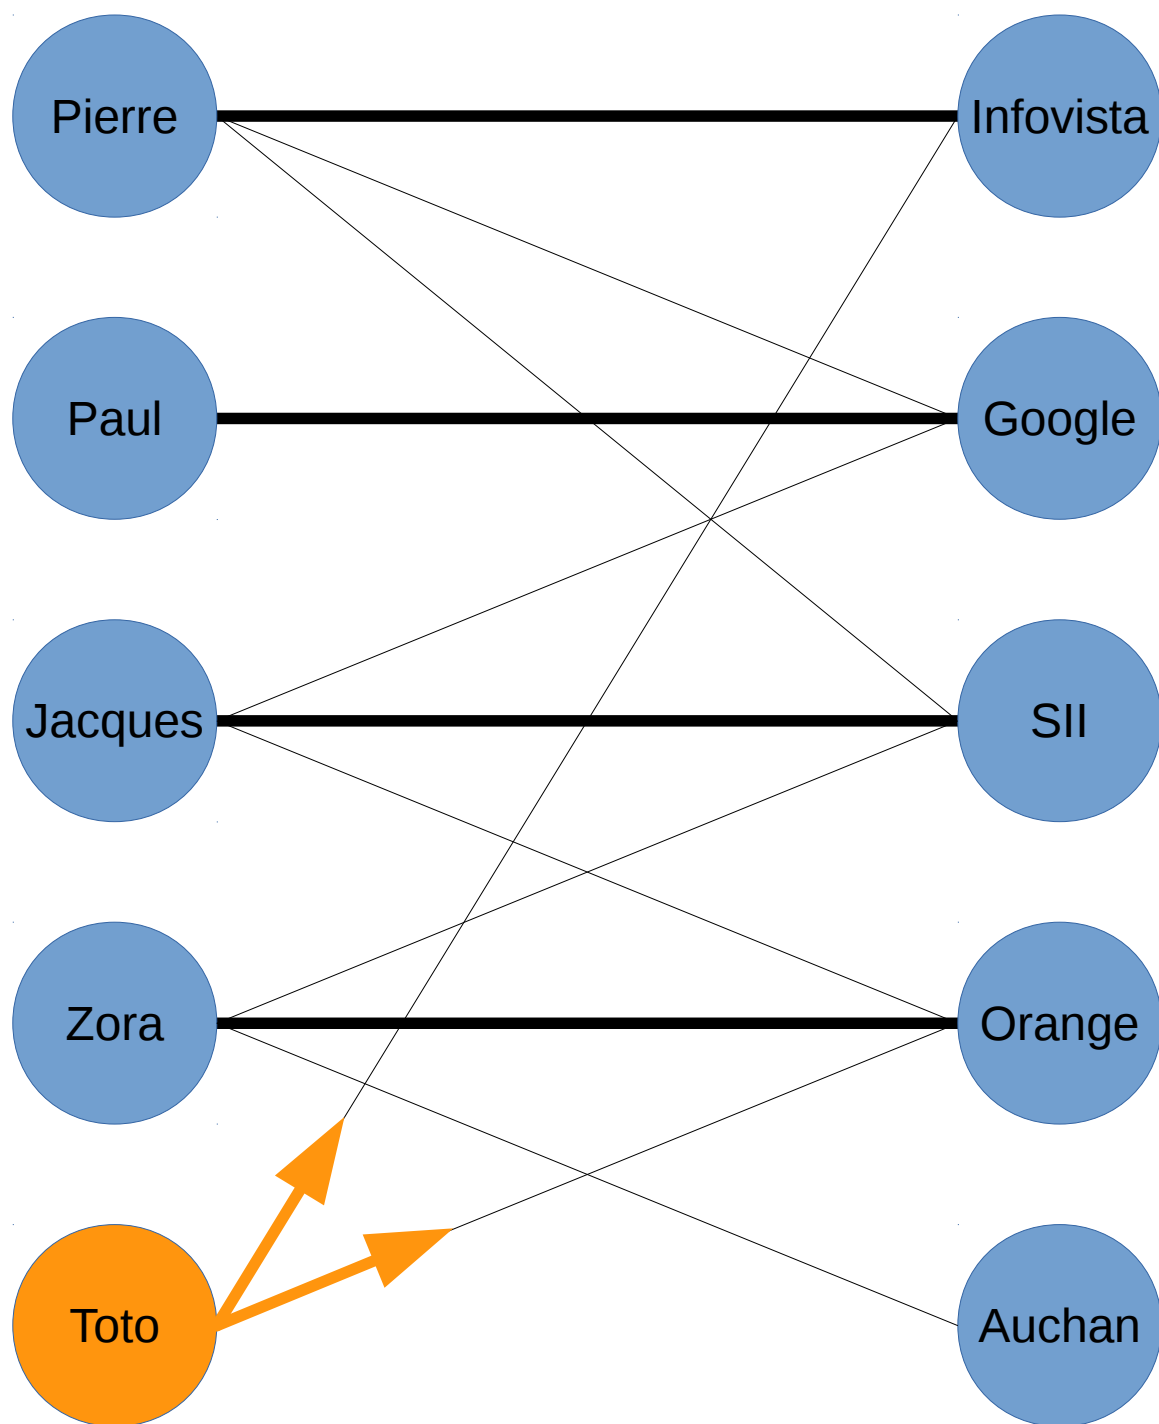 Pierre
Infovista
Paul
Google
Jacques
SII
Zora
Orange
Toto
Auchan